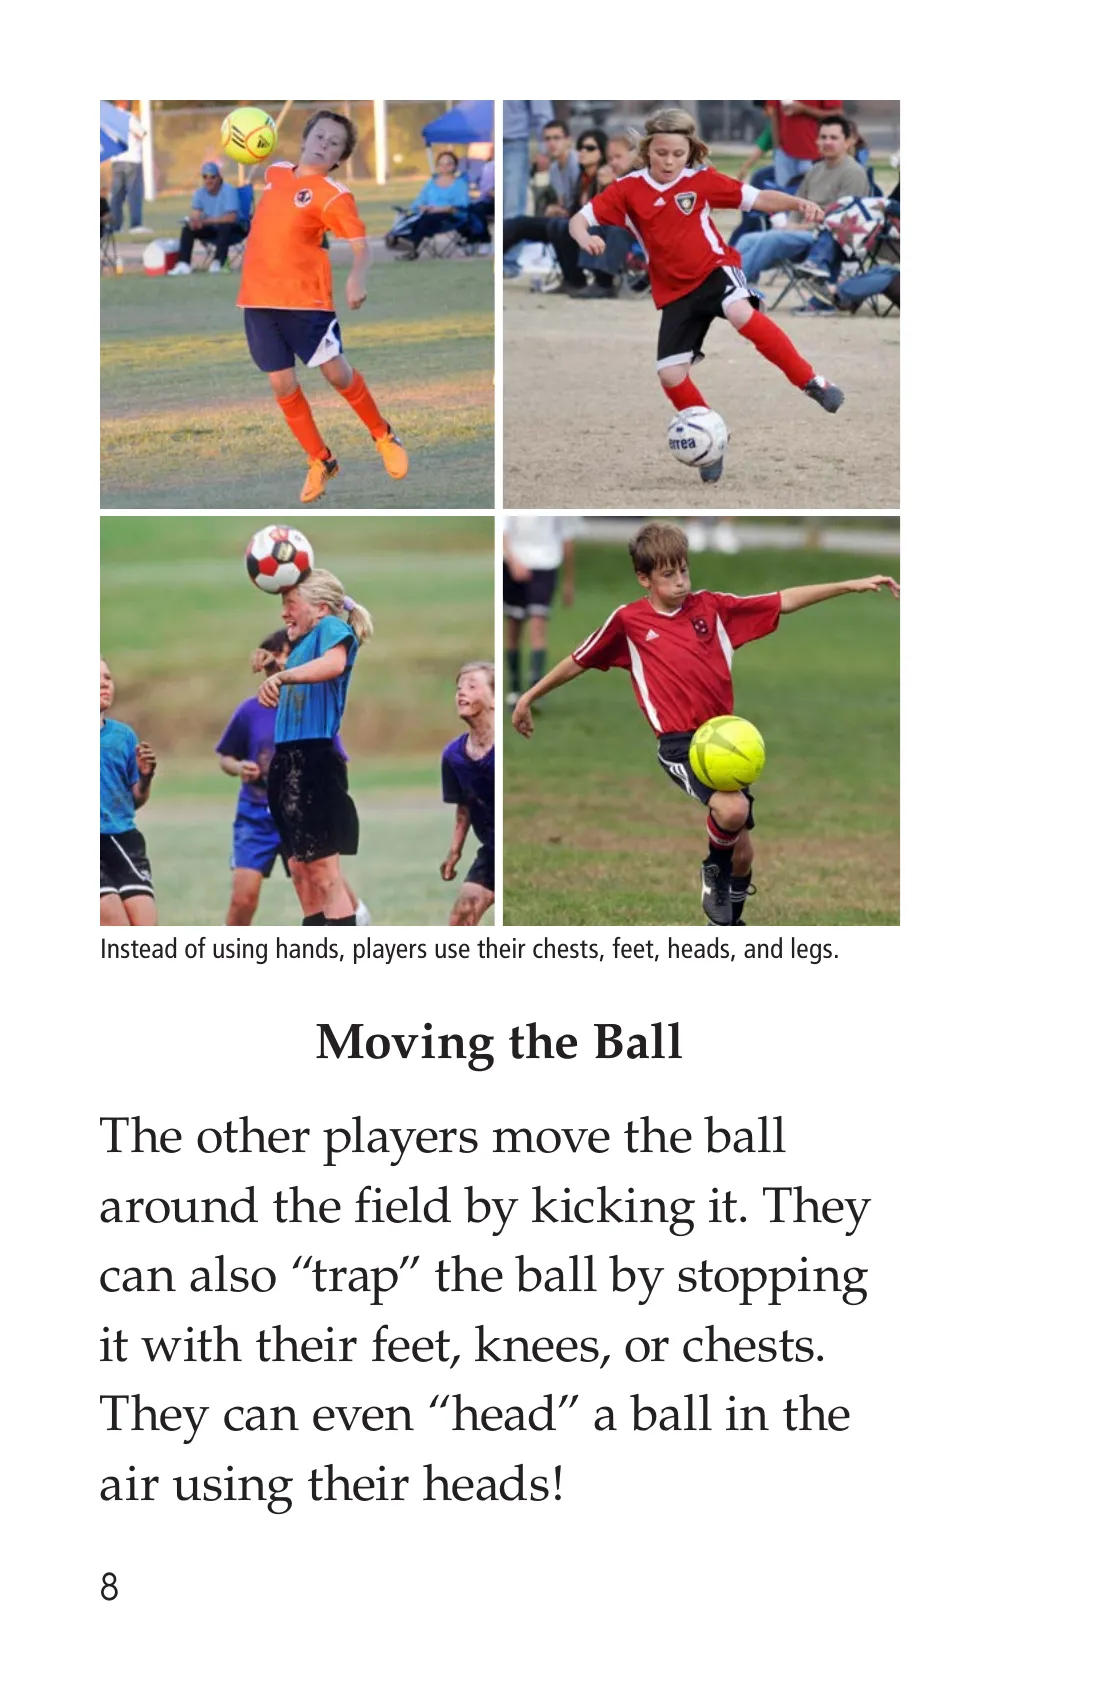 errea
Instead of using hands, players use their chests, feet, heads, and legs.
Moving the Ball
The other players move the ball
around the field by kicking it. They
can also “trap” the ball by stopping
it with their feet, knees, or chests.
They can even “head” a ball in the
air using their heads!
8